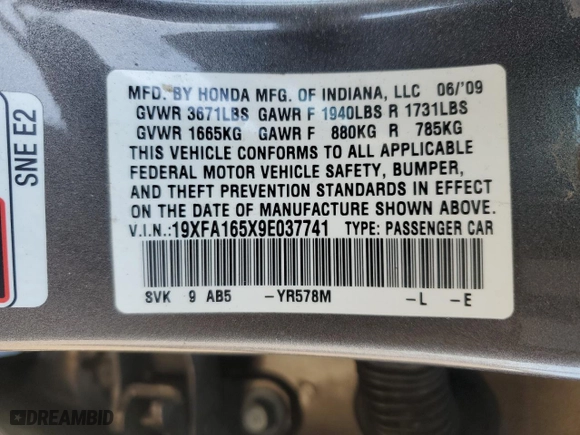 MFD. BY HONDA MFG. OF INDIANA, LLC 06/'09
GVWR 3671LBS GAWR F 1940LBS R 1731LBS
GVWR 1665KG GAWR F 880KG R 785KG
THIS VEHICLE CONFORMS TO ALL APPLICABLE
FEDERAL MOTOR VEHICLE SAFETY, BUMPER,
AND THEFT PREVENTION STANDARDS IN EFFECT
ON THE DATE OF MANUFACTURE SHOWN ABOVE.
V.I.N.:19XFA165X9E037741 TYPE: PASSENGER CAR
SVK 9 AB5 –YR578M –L –E
SNE E2
DREAMBID